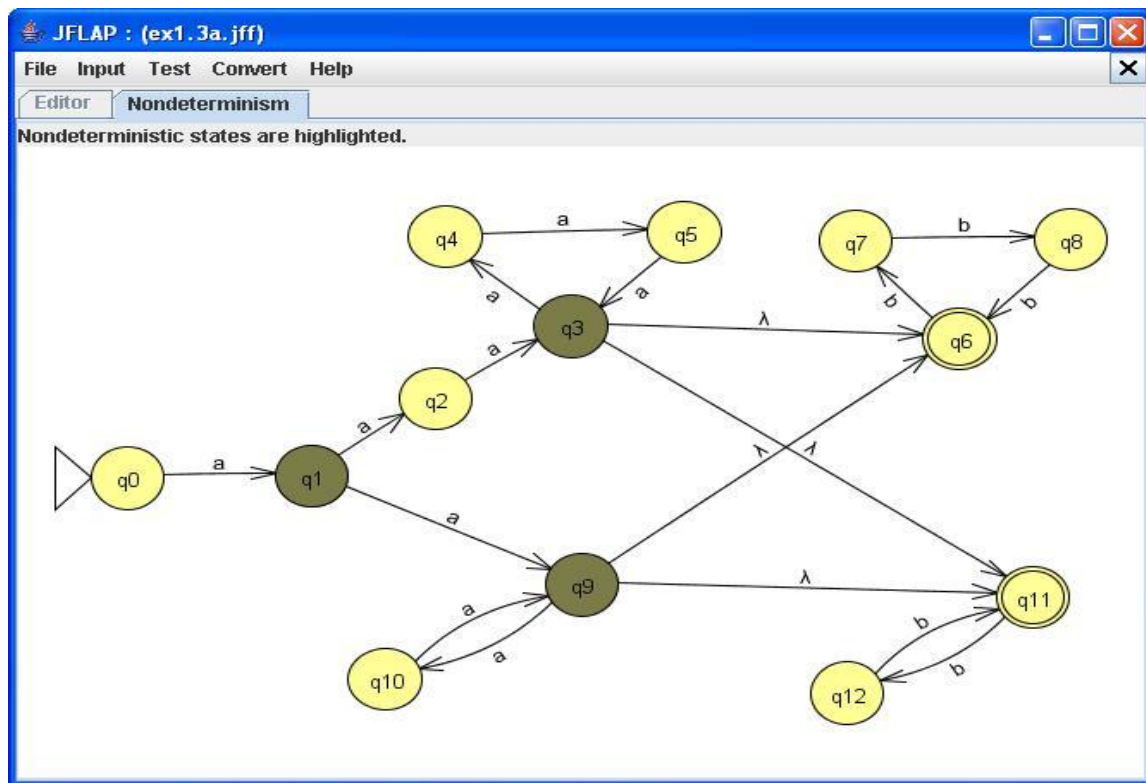 JFLAP : (ex1.3a.jff)
File Input Test Convert Help
Editor Nondeterminism
Nondeterministic states are highlighted.
q4 a q5 q7 b q8
a a b b
q3 λ q6
a
q2
a
λ λ
q0 a q1
a
q9 λ q11
a a b b
q10 q12